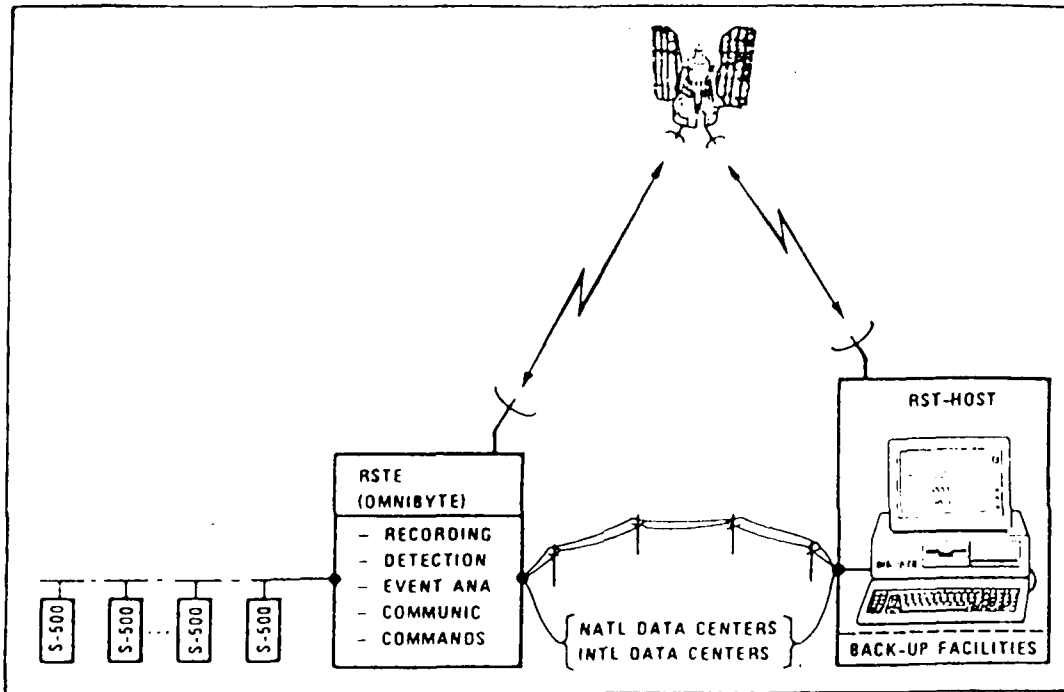 RSTE
(OMNIBYTE)
- RECORDING
- DETECTION
- EVENT ANA
- COMMUNIC
- COMMANDS
S-500
S-500
...
S-500
S-500
NATL DATA CENTERS
INTL DATA CENTERS
RST-HOST
BACK-UP FACILITIES